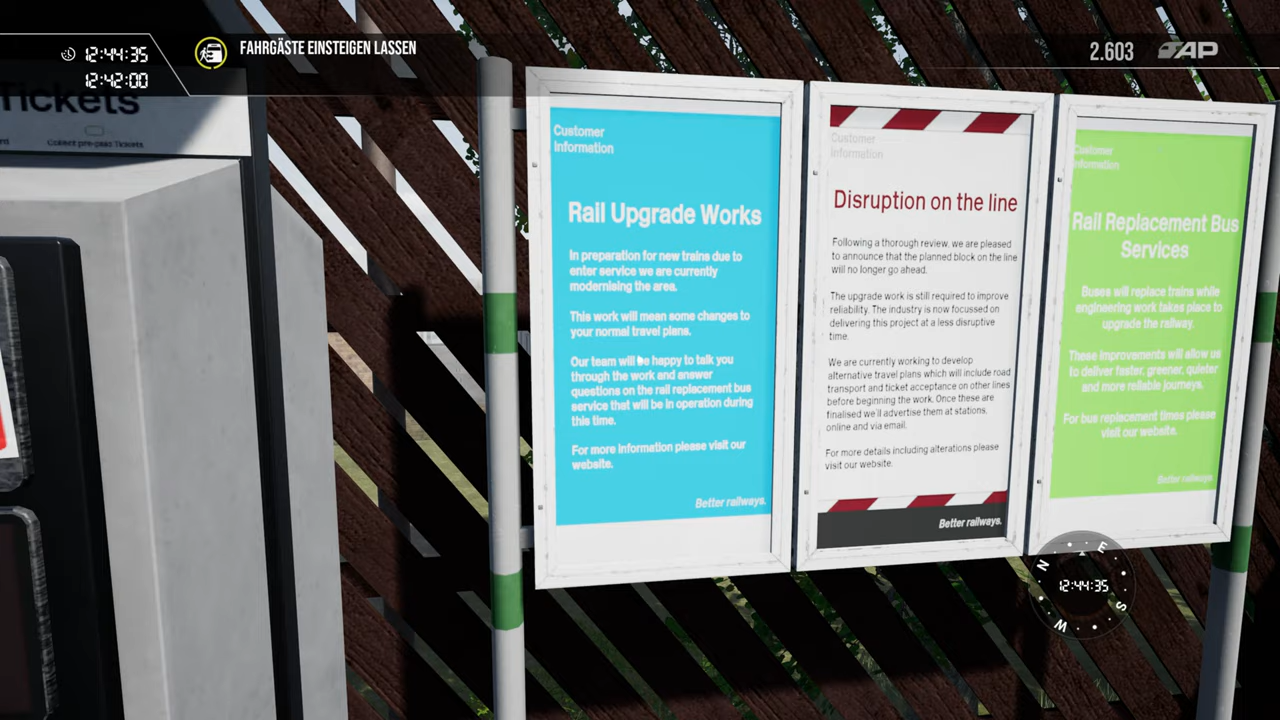 12:44:35
12:42:00
FAHRGÄSTE EINSTEIGEN LASSEN
2.603 AP
Tickets
Collect pre-paid Tickets
Customer
Information
Rail Upgrade Works
In preparation for new trains due to
enter service we are currently
modernising the area.
This work will mean some changes to
your normal travel plans.
Our team will be happy to talk you
through the work and answer
questions on the rail replacement bus
service that will be in operation during
this time.
For more information please visit our
website.
Better railways.
Customer
Information
Disruption on the line
Following a thorough review, we are pleased
to announce that the planned block on the line
will no longer go ahead.
The upgrade work is still required to improve
reliability. The industry is now focussed on
delivering this project at a less disruptive
time.
We are currently working to develop
alternative travel plans which will include road
transport and ticket acceptance on other lines
before beginning the work. Once these are
finalised we'll advertise them at stations,
online and via email.
For more details including alterations please
visit our website.
Better railways.
Customer
Information
Rail Replacement Bus
Services
Buses will replace trains while
engineering work takes place to
upgrade the railway.
These improvements will allow us
to deliver faster, greener, quieter
and more reliable journeys.
For bus replacement times please
visit our website.
Better railways.
N
E
S
W
12:44:35